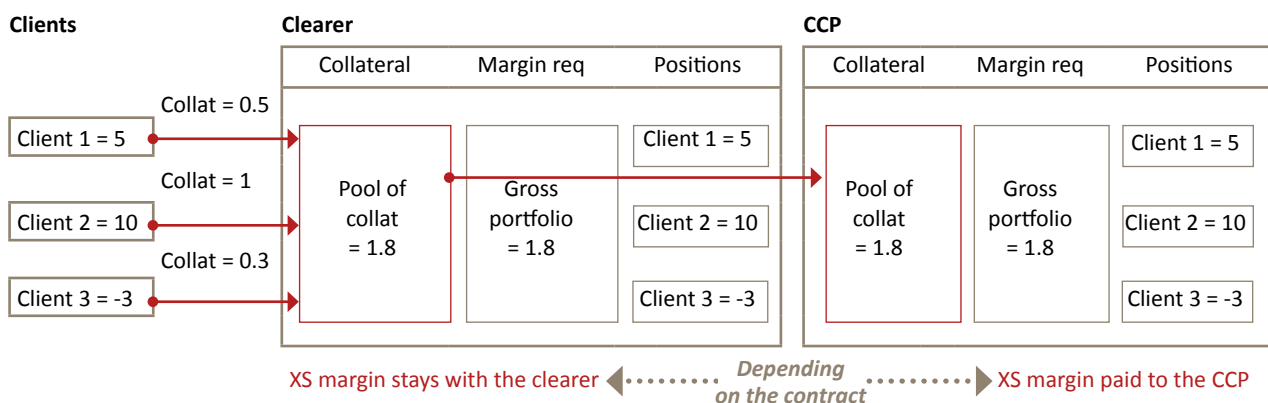 Clients
Clearer
CCP
Collateral
Margin req
Positions
Collateral
Margin req
Positions
Collat = 0.5
Client 1 = 5
Collat = 1
Client 2 = 10
Collat = 0.3
Client 3 = -3
Pool of
collat
= 1.8
Gross
portfolio
= 1.8
Client 1 = 5
Client 2 = 10
Client 3 = -3
Pool of
collat
= 1.8
Gross
portfolio
= 1.8
Client 1 = 5
Client 2 = 10
Client 3 = -3
XS margin stays with the clearer
Depending
on the contract
XS margin paid to the CCP